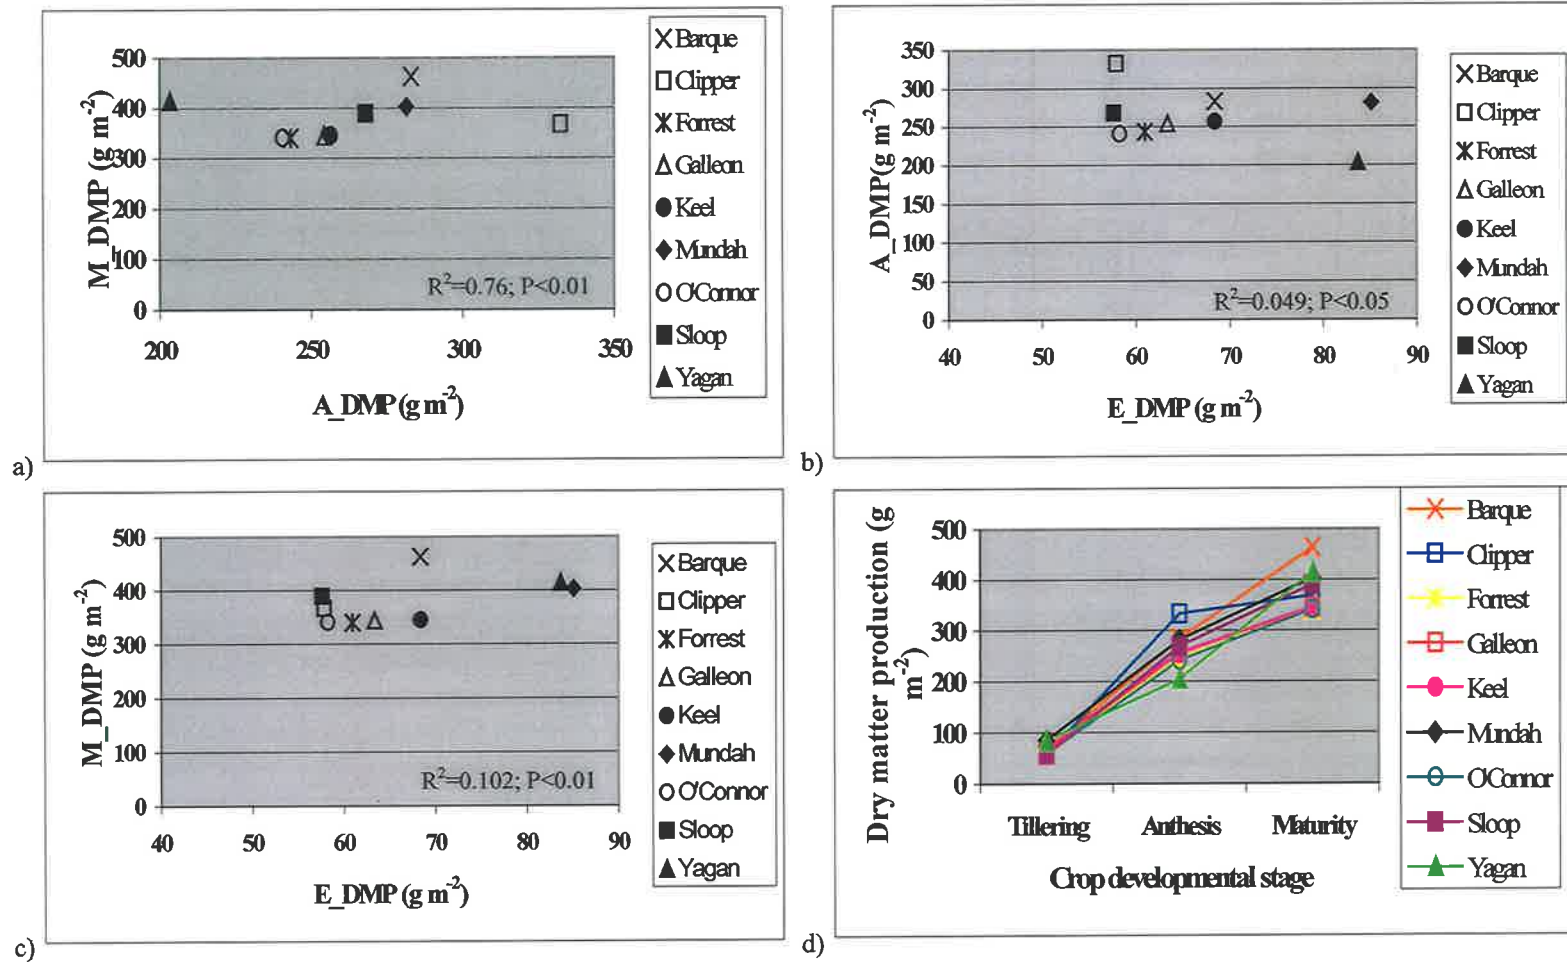 500
400
300
200
100
0
M_DMP (g m-2)
R2=0.76; P<0.01
200 250 300 350
A_DMP (g m-2)
Barque
Clipper
Forrest
Galleon
Keel
Mundah
O'Connor
Sloop
Yagan
a)
350
300
250
200
150
100
50
0
A_DMP(g m-2)
R2=0.049; P<0.05
40 50 60 70 80 90
E_DMP (g m-2)
Barque
Clipper
Forrest
Galleon
Keel
Mundah
O'Connor
Sloop
Yagan
b)
500
400
300
200
100
0
M_DMP (g m-2)
R2=0.102; P<0.01
40 50 60 70 80 90
E_DMP (g m-2)
Barque
Clipper
Forrest
Galleon
Keel
Mundah
O'Connor
Sloop
Yagan
c)
Dry matter production (g
m-2)
500
400
300
200
100
0
Tillering Anthesis Maturity
Crop developmental stage
Barque
Clipper
Forrest
Galleon
Keel
Mundah
O'Connor
Sloop
Yagan
d)